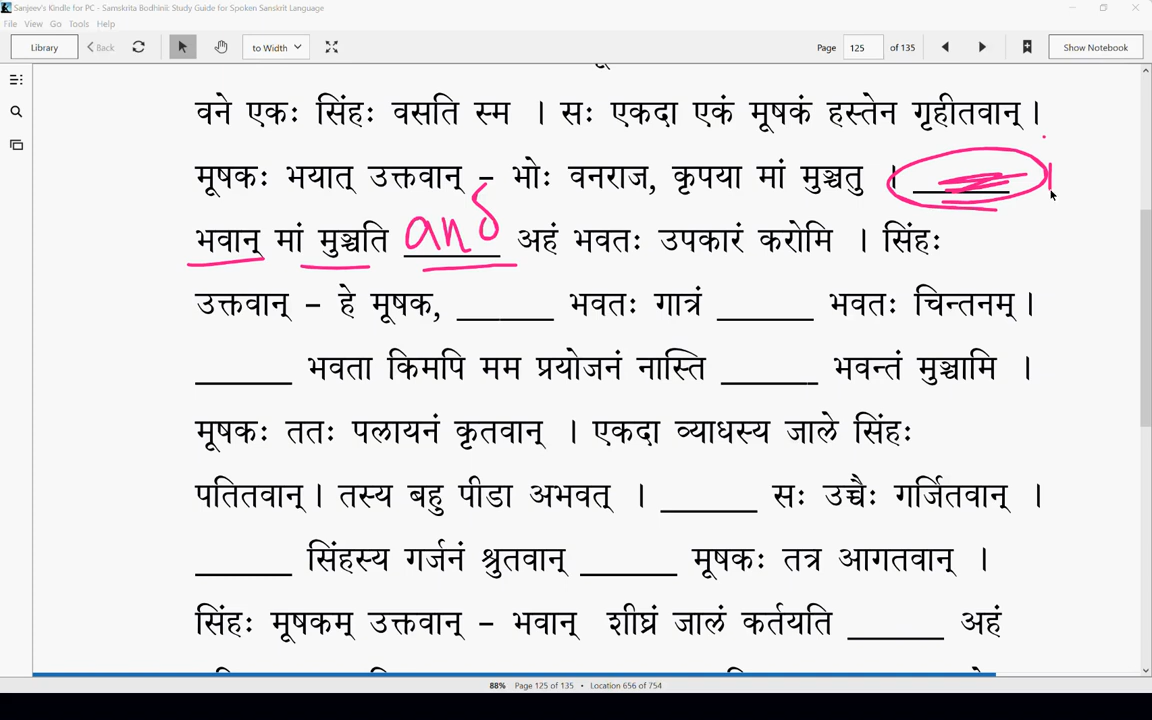 Sanjeev's Kindle for PC - Samskrita Bodhinii: Study Guide for Spoken Sanskrit Language
File View Go Tools Help
Library Back to Width Page 125 of 135 Show Notebook
वने एकः सिंहः वसति स्म । सः एकदा एकं मूषकं हस्तेन गृहीतवान् ।
मूषकः भयात् उक्तवान् – भोः वनराज, कृपया मां मुञ्चतु । ______
भवान् मां मुञ्चति and अहं भवतः उपकारं करोमि । सिंहः
उक्तवान् – हे मूषक, ______ भवतः गात्रं ______ भवतः चिन्तनम् ।
______ भवता किमपि मम प्रयोजनं नास्ति ______ भवन्तं मुञ्चामि ।
मूषकः ततः पलायनं कृतवान् । एकदा व्याधस्य जाले सिंहः
पतितवान् । तस्य बहु पीडा अभवत् । ______ सः उच्चैः गर्जितवान् ।
______ सिंहस्य गर्जनं श्रुतवान् ______ मूषकः तत्र आगतवान् ।
सिंहः मूषकम् उक्तवान् – भवान् शीघ्रं जालं कर्तयति ______ अहं
88% Page 125 of 135 • Location 656 of 754